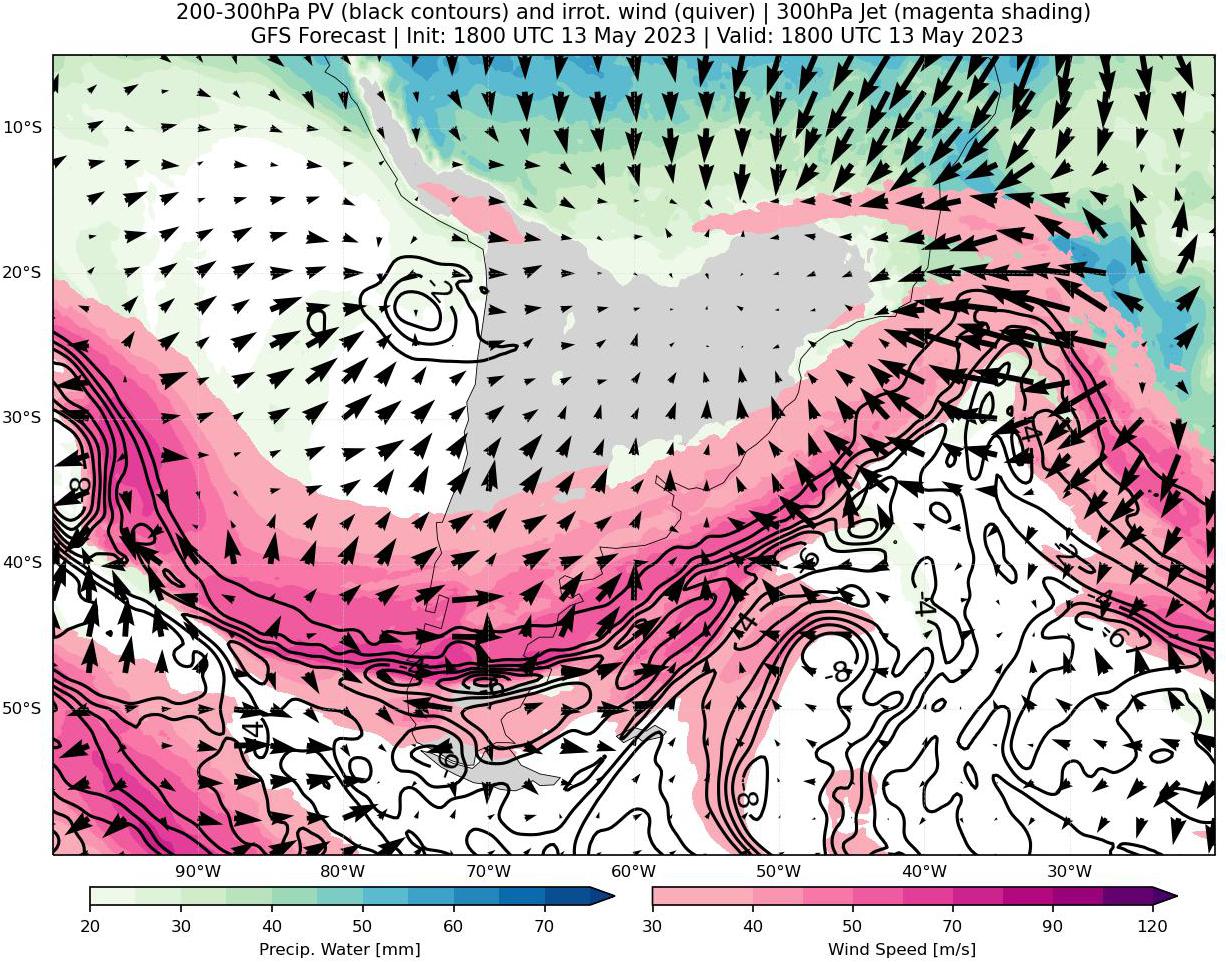 200-300hPa PV (black contours) and irrot. wind (quiver) | 300hPa Jet (magenta shading)
GFS Forecast | Init: 1800 UTC 13 May 2023 | Valid: 1800 UTC 13 May 2023
10°S
20°S
30°S
40°S
50°S
-2
-4
-8
-2
-6
-4
-4
-6
-4
-6
-8
-4
-6
-8
90°W 80°W 70°W 60°W 50°W 40°W 30°W
20 30 40 50 60 70
30 40 50 70 90 120
Precip. Water [mm] Wind Speed [m/s]